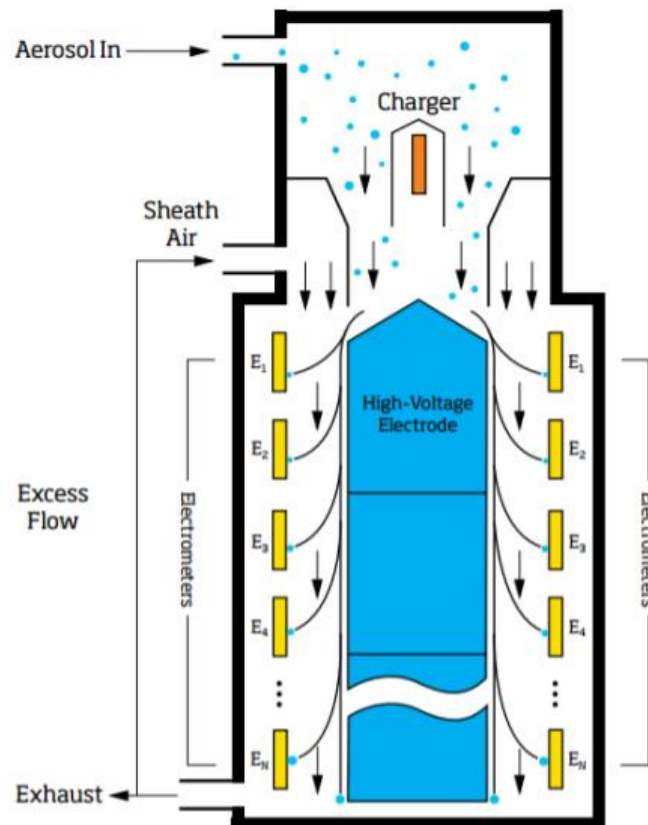 Aerosol In
Charger
Sheath
Air
E1
E1
High-Voltage
Electrode
E2
E2
Excess
Flow
Electrometers
Electrometers
E3
E3
E4
E4
EN
EN
Exhaust